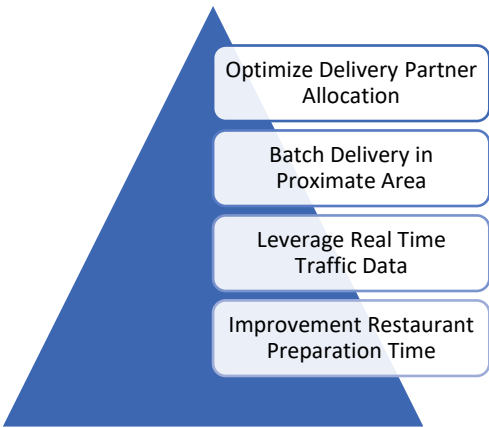 Optimize Delivery Partner
Allocation
Batch Delivery in
Proximate Area
Leverage Real Time
Traffic Data
Improvement Restaurant
Preparation Time